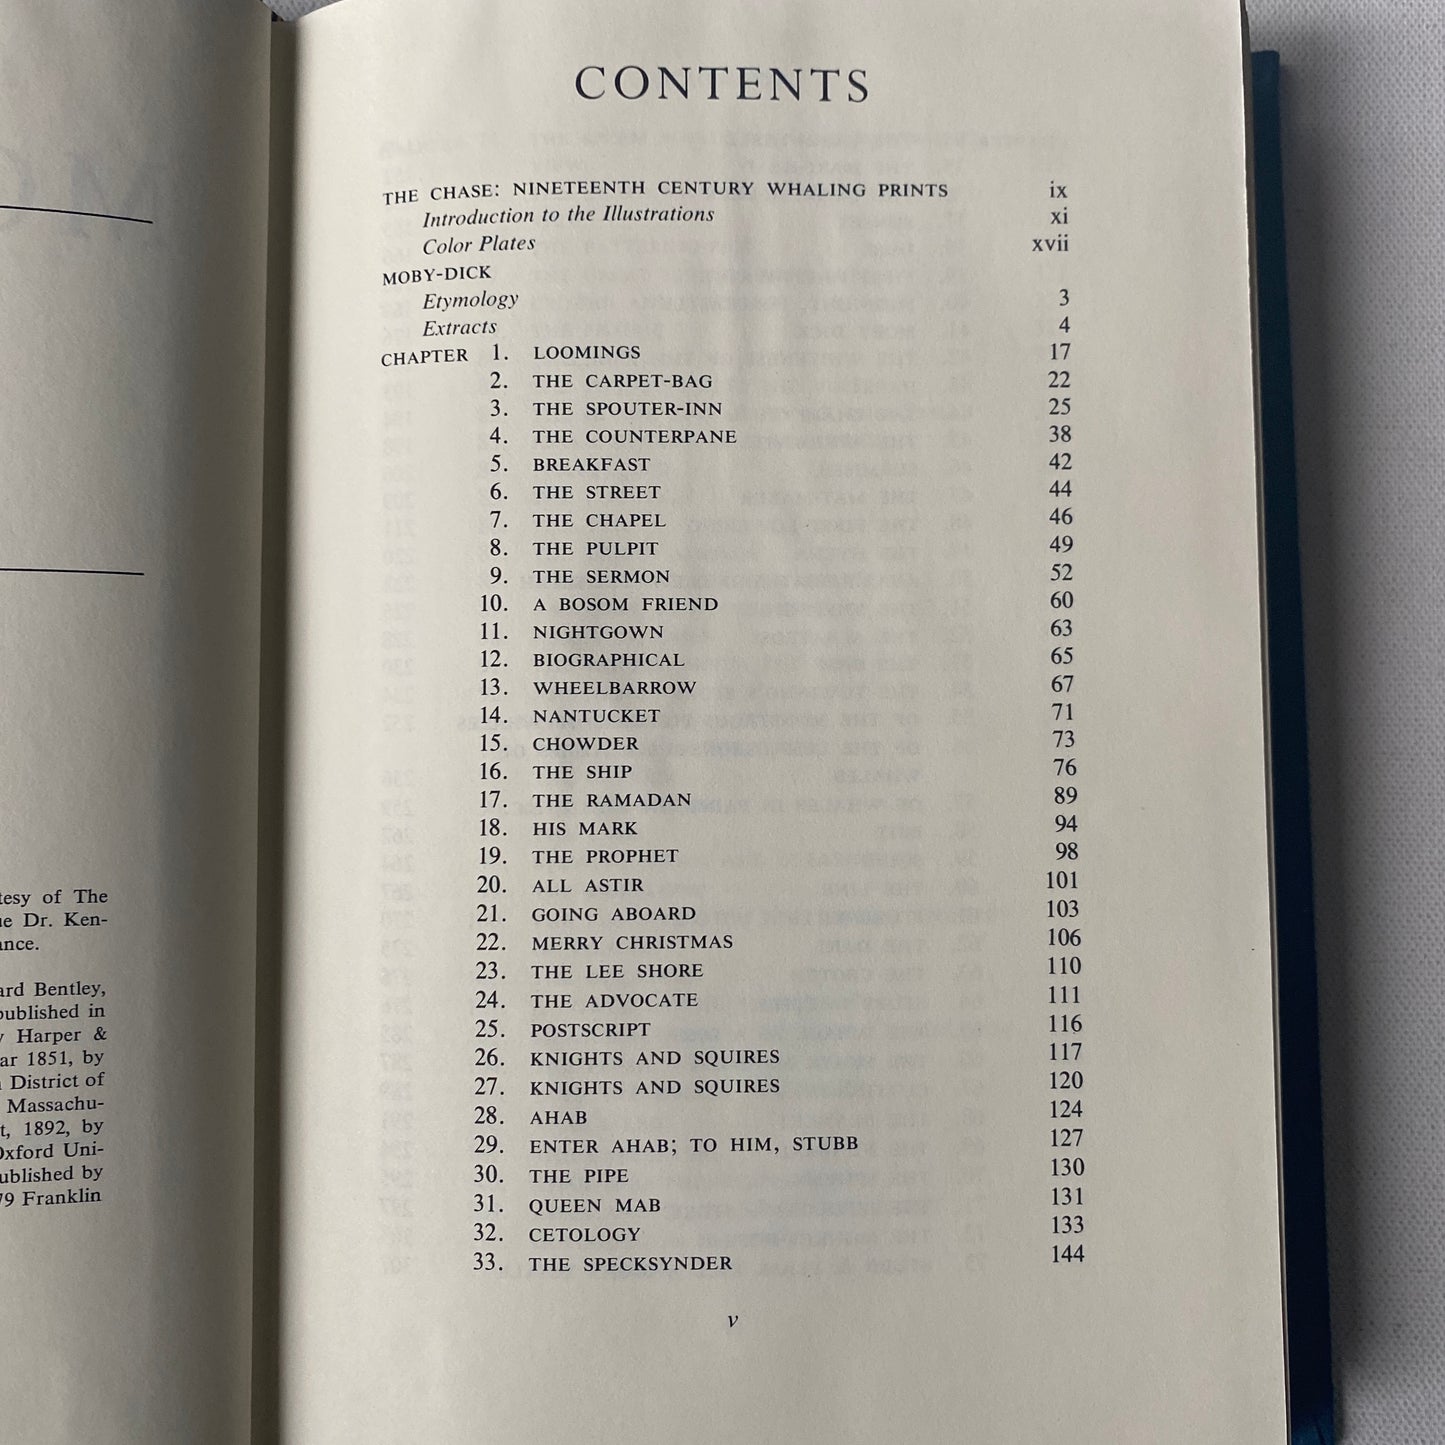 tesy of The
ue Dr. Ken-
ance.
ard Bentley,
published in
y Harper &
ar 1851, by
District of
Massachu-
t, 1892, by
Oxford Uni-
ublished by
79 Franklin
CONTENTS
THE CHASE: NINETEENTH CENTURY WHALING PRINTS ix
Introduction to the Illustrations xi
Color Plates xvii
MOBY-DICK
Etymology 3
Extracts 4
CHAPTER 1. LOOMINGS 17
2. THE CARPET-BAG 22
3. THE SPOUTER-INN 25
4. THE COUNTERPANE 38
5. BREAKFAST 42
6. THE STREET 44
7. THE CHAPEL 46
8. THE PULPIT 49
9. THE SERMON 52
10. A BOSOM FRIEND 60
11. NIGHTGOWN 63
12. BIOGRAPHICAL 65
13. WHEELBARROW 67
14. NANTUCKET 71
15. CHOWDER 73
16. THE SHIP 76
17. THE RAMADAN 89
18. HIS MARK 94
19. THE PROPHET 98
20. ALL ASTIR 101
21. GOING ABOARD 103
22. MERRY CHRISTMAS 106
23. THE LEE SHORE 110
24. THE ADVOCATE 111
25. POSTSCRIPT 116
26. KNIGHTS AND SQUIRES 117
27. KNIGHTS AND SQUIRES 120
28. AHAB 124
29. ENTER AHAB; TO HIM, STUBB 127
30. THE PIPE 130
31. QUEEN MAB 131
32. CETOLOGY 133
33. THE SPECKSYNDER 144
v